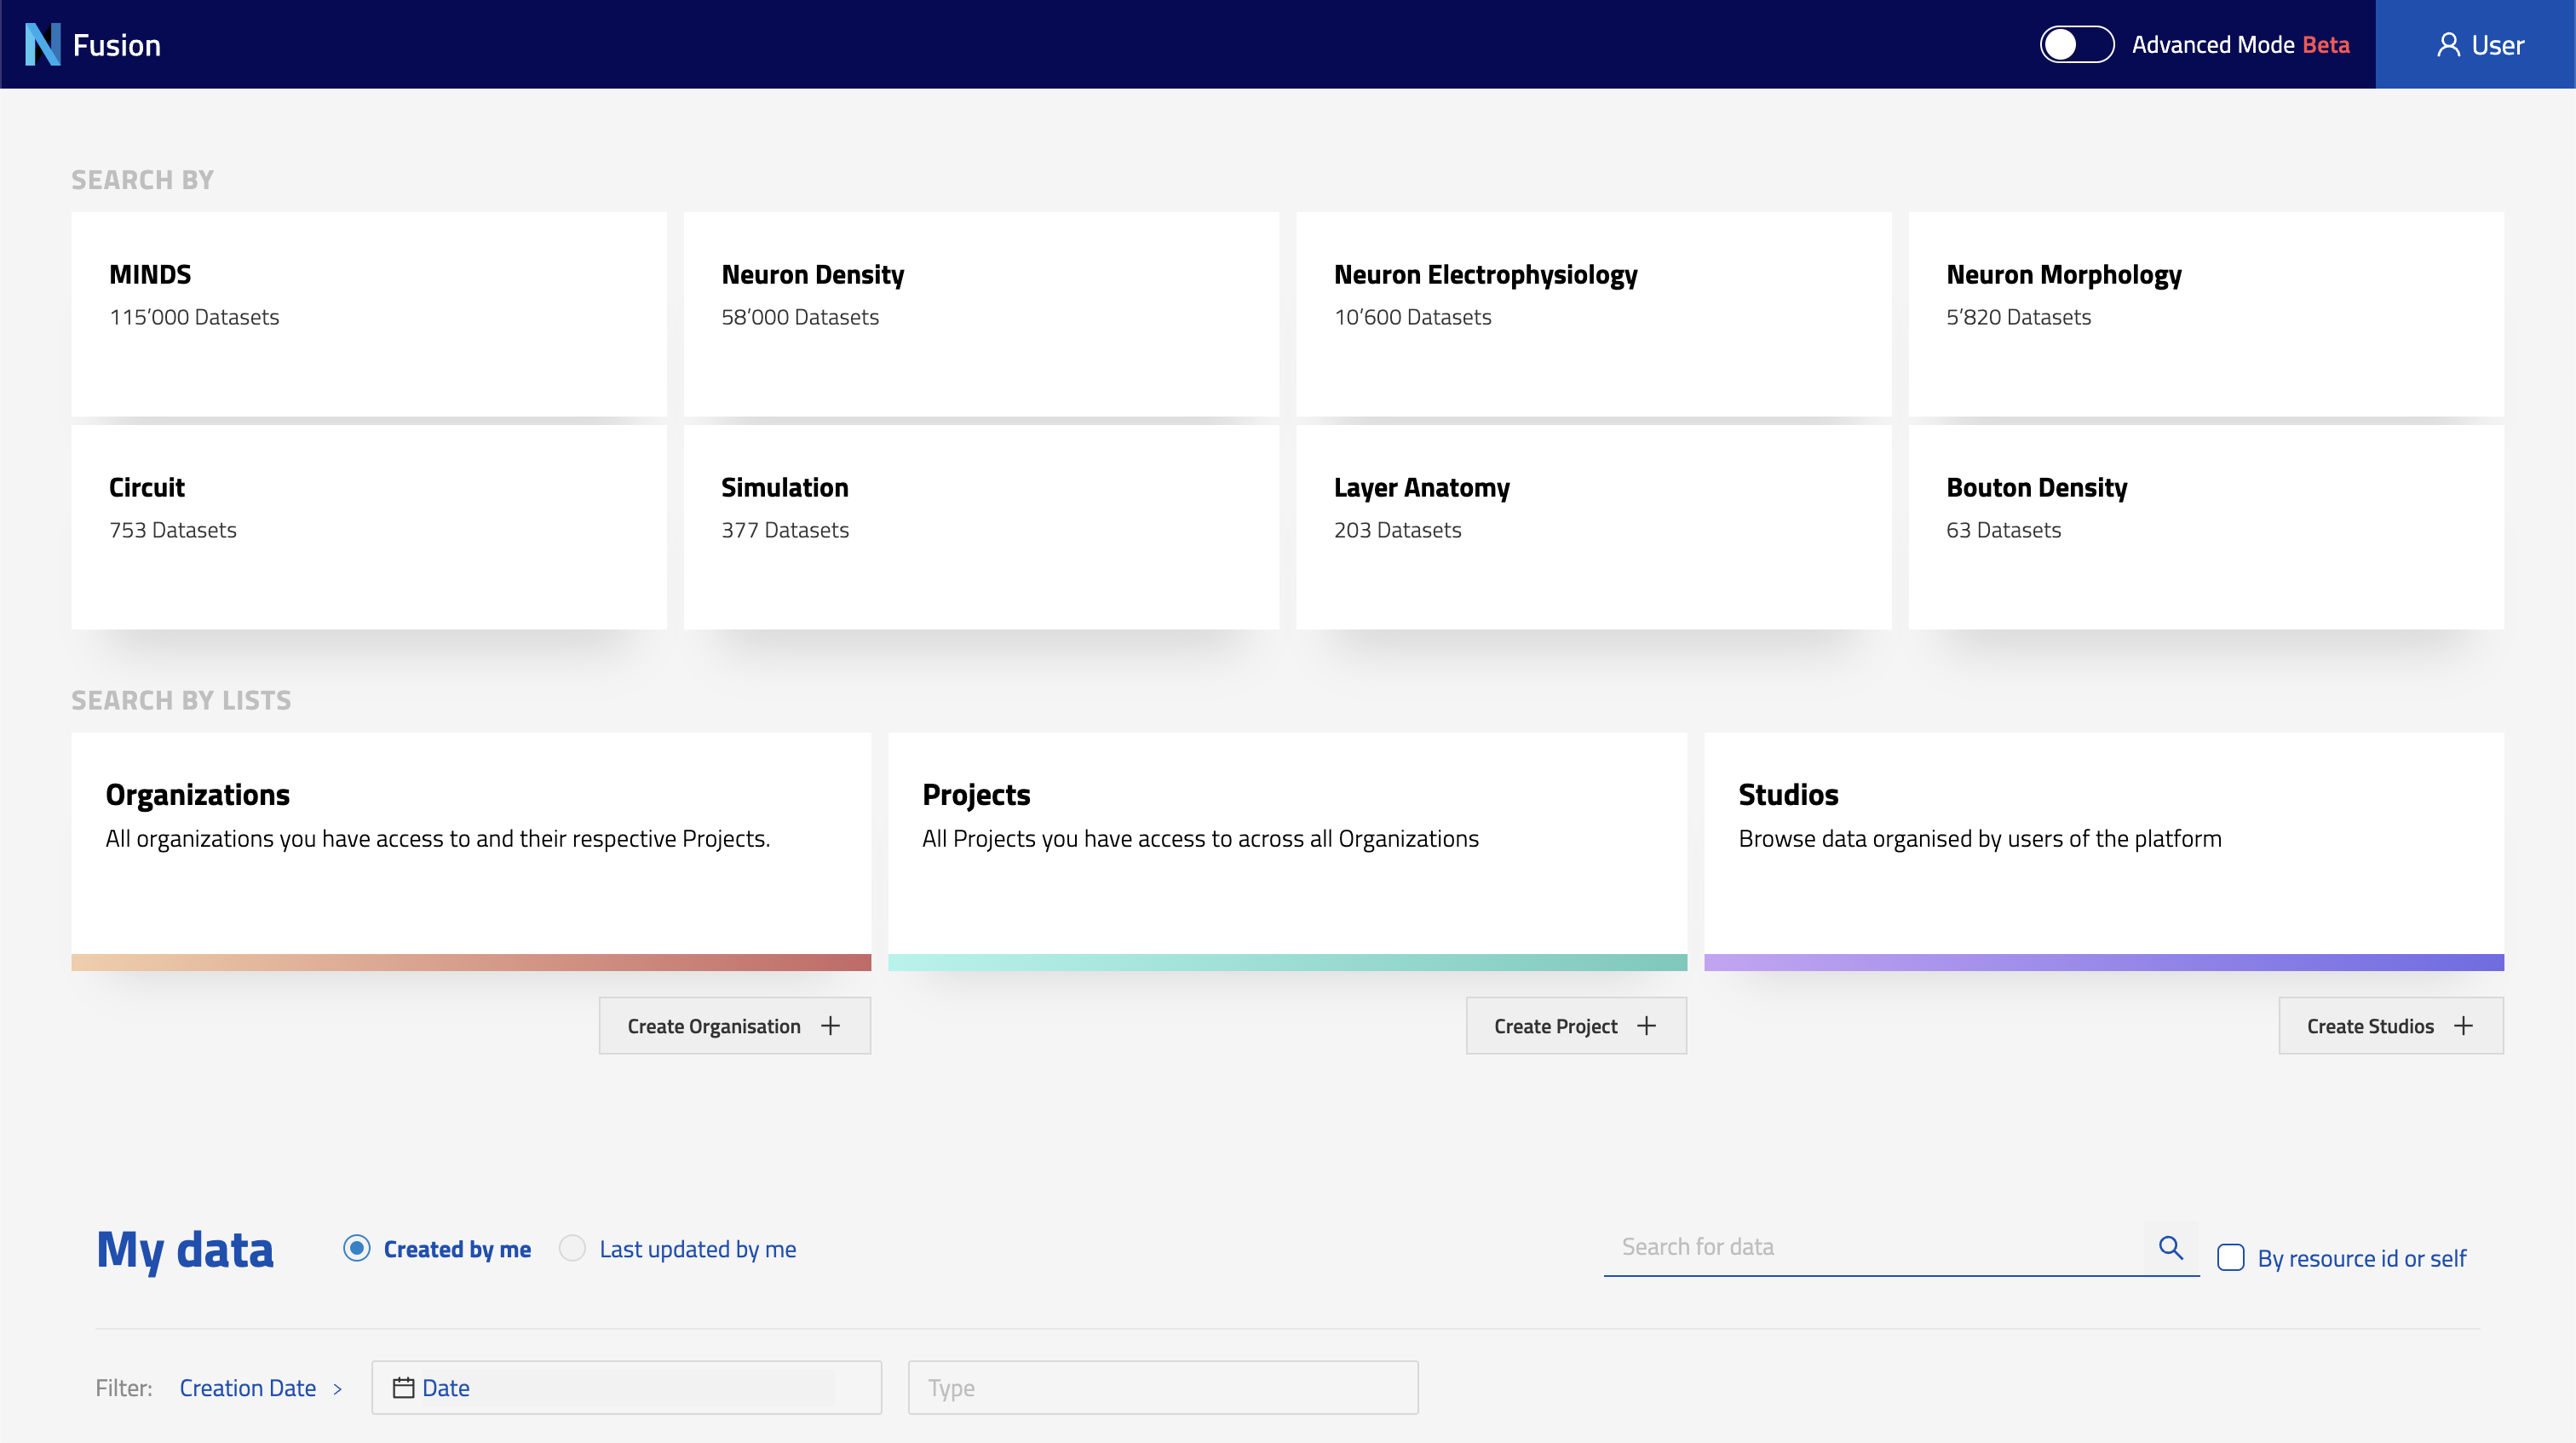 Fusion
Advanced Mode Beta
User
SEARCH BY
MINDS
115’000 Datasets
Neuron Density
58’000 Datasets
Neuron Electrophysiology
10’600 Datasets
Neuron Morphology
5’820 Datasets
Circuit
753 Datasets
Simulation
377 Datasets
Layer Anatomy
203 Datasets
Bouton Density
63 Datasets
SEARCH BY LISTS
Organizations
All organizations you have access to and their respective Projects.
Projects
All Projects you have access to across all Organizations
Studios
Browse data organised by users of the platform
Create Organisation
Create Project
Create Studios
My data
Created by me
Last updated by me
Search for data
By resource id or self
Filter:
Creation Date >
Date
Type